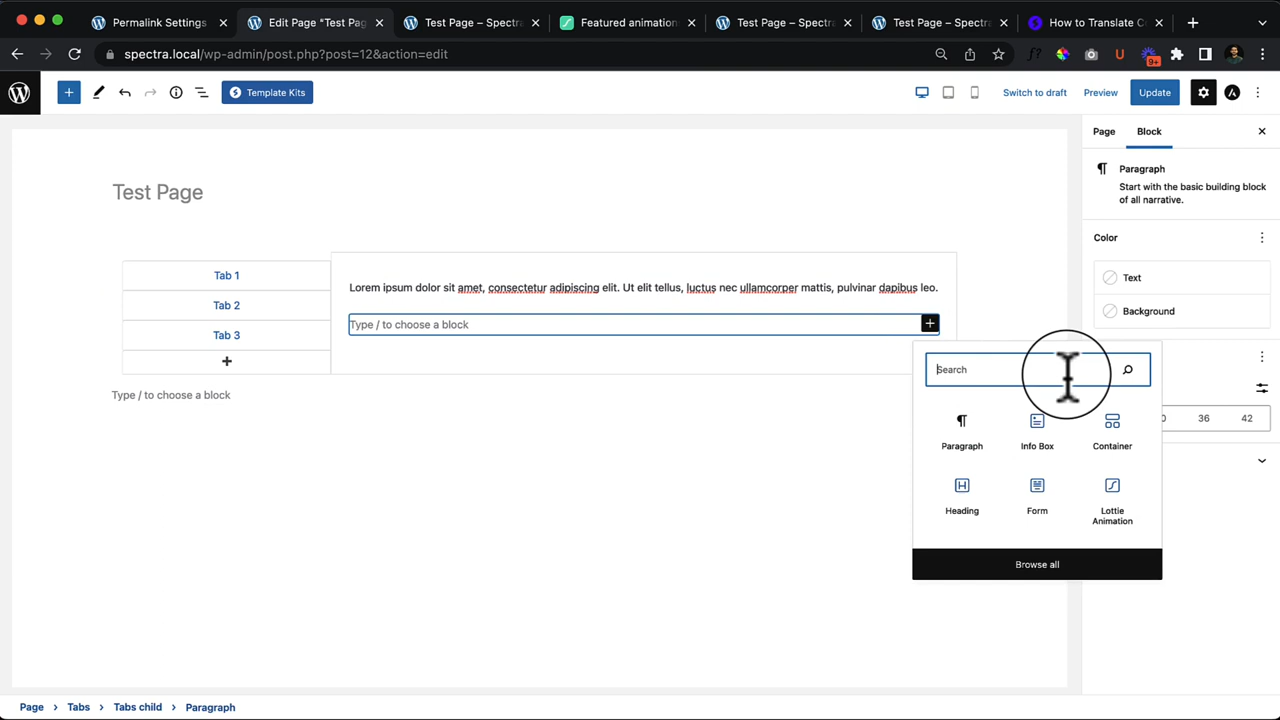 Permalink Settings
Edit Page "Test Pag
Test Page – Spectra
Featured animation
Test Page – Spectra
Test Page – Spectra
How to Translate C
spectra.local/wp-admin/post.php?post=12&action=edit
9+
Template Kits
Switch to draft
Preview
Update
Page
Block
Paragraph
Start with the basic building block
of all narrative.
Color
Text
Background
Test Page
Tab 1
Tab 2
Tab 3
Lorem ipsum dolor sit amet, consectetur adipiscing elit. Ut elit tellus, luctus nec ullamcorper mattis, pulvinar dapibus leo.
Type / to choose a block
Type / to choose a block
Search
Paragraph
Info Box
Container
Heading
Form
Lottie
Animation
Browse all
36
42
Page > Tabs > Tabs child > Paragraph